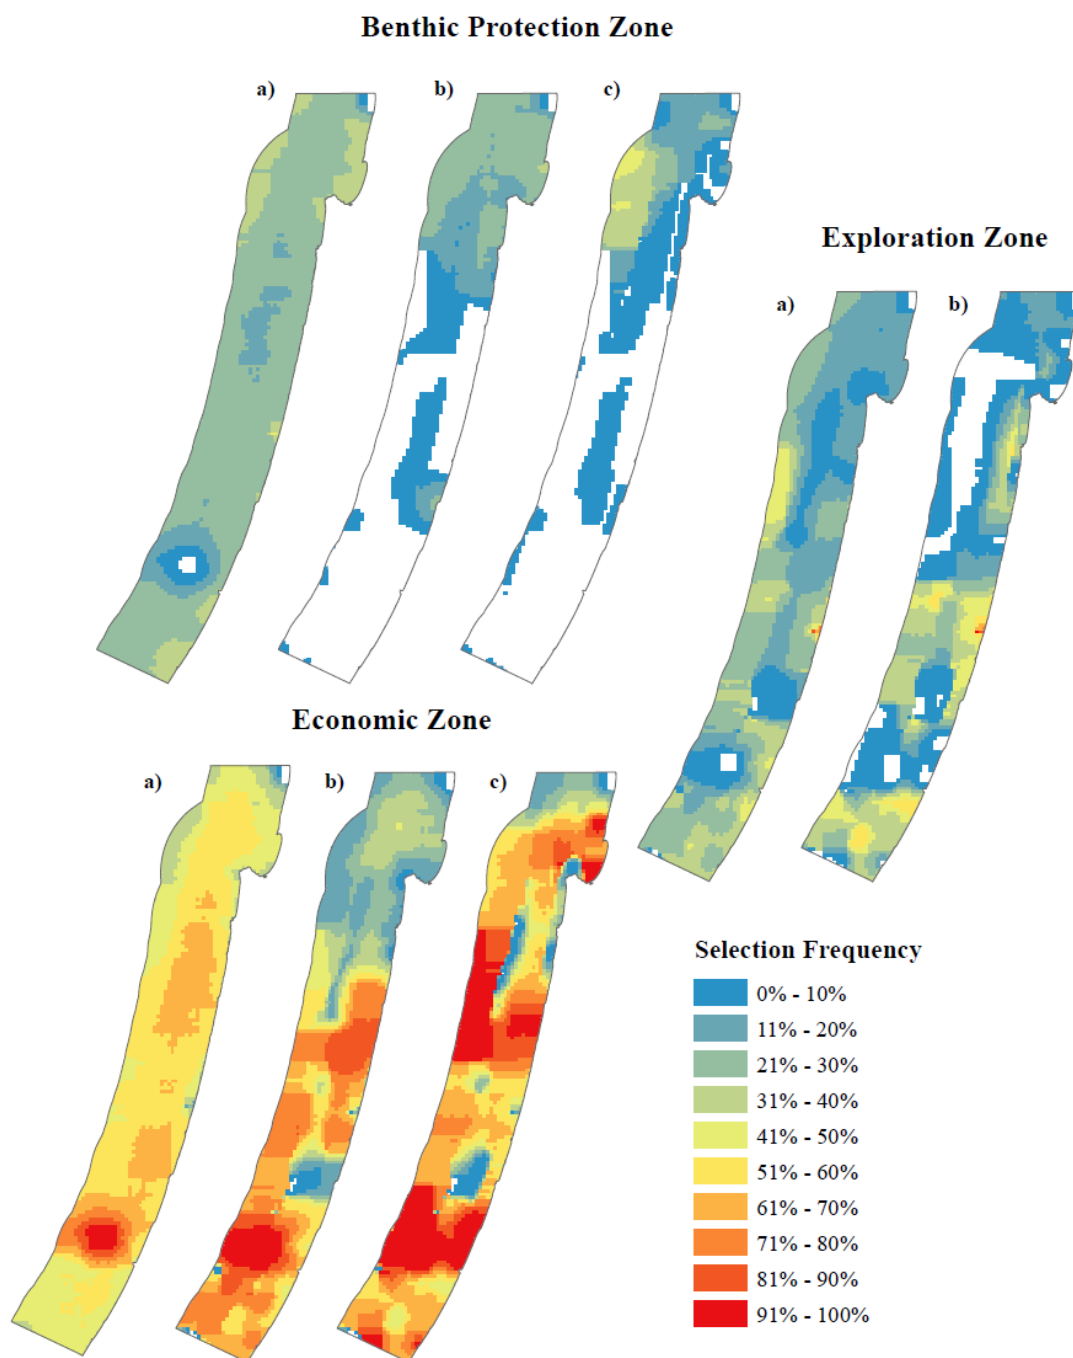 Benthic Protection Zone
a)
b)
c)
Exploration Zone
a)
b)
Economic Zone
a)
b)
c)
Selection Frequency
0% - 10%
11% - 20%
21% - 30%
31% - 40%
41% - 50%
51% - 60%
61% - 70%
71% - 80%
81% - 90%
91% - 100%